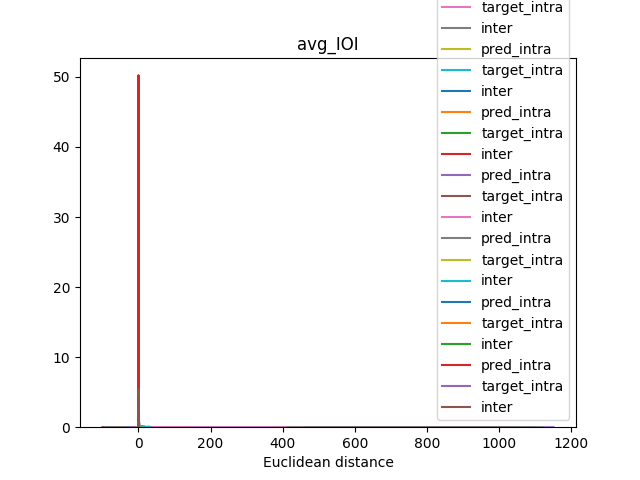 target_intra
inter
avg_IOI
pred_intra
target_intra
inter
pred_intra
target_intra
inter
pred_intra
target_intra
inter
pred_intra
target_intra
inter
pred_intra
target_intra
inter
pred_intra
target_intra
inter
50
40
30
20
10
0
0 200 400 600 800 1000 1200
Euclidean distance